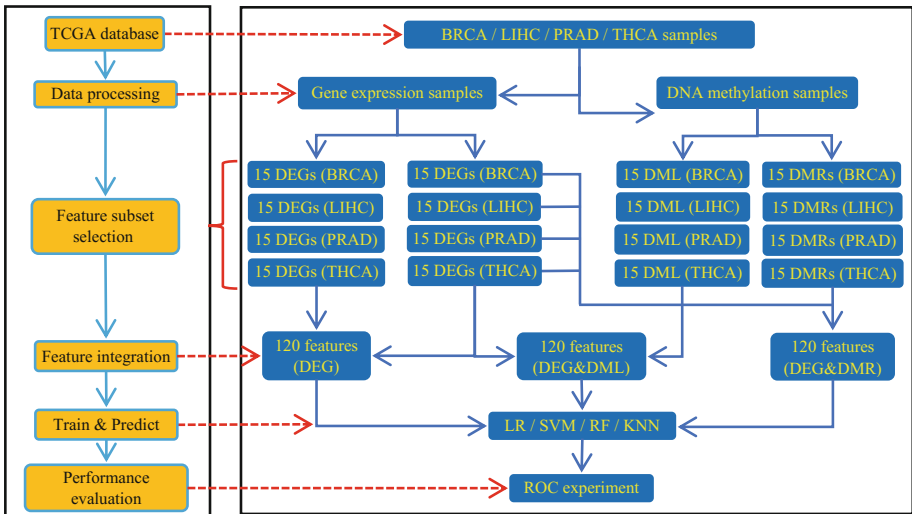 TCGA database
Data processing
Feature subset
selection
Feature integration
Train & Predict
Performance
evaluation
BRCA / LIHC / PRAD / THCA samples
Gene expression samples
DNA methylation samples
15 DEGs (BRCA)
15 DEGs (LIHC)
15 DEGs (PRAD)
15 DEGs (THCA)
15 DEGs (BRCA)
15 DEGs (LIHC)
15 DEGs (PRAD)
15 DEGs (THCA)
15 DML (BRCA)
15 DML (LIHC)
15 DML (PRAD)
15 DML (THCA)
15 DMRs (BRCA)
15 DMRs (LIHC)
15 DMRs (PRAD)
15 DMRs (THCA)
120 features
(DEG)
120 features
(DEG&DML)
120 features
(DEG&DMR)
LR / SVM / RF / KNN
ROC experiment